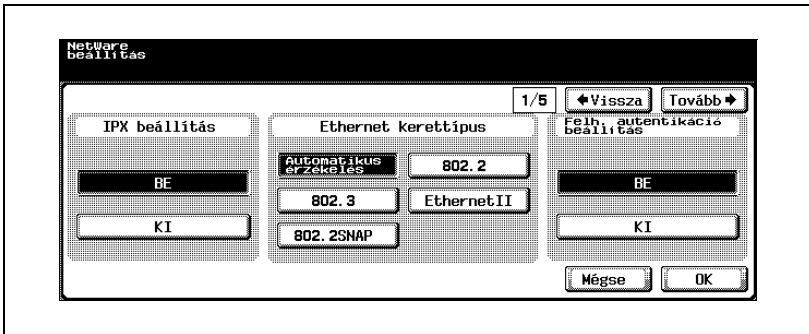 NetWare
beállítás
1/5
Vissza
Tovább
IPX beállítás
Ethernet kerettípus
Felh. autentikáció
beállítás
Automatikus
érzékelés
802.2
BE
BE
802.3
EthernetII
KI
KI
802.2SNAP
Mégse
OK